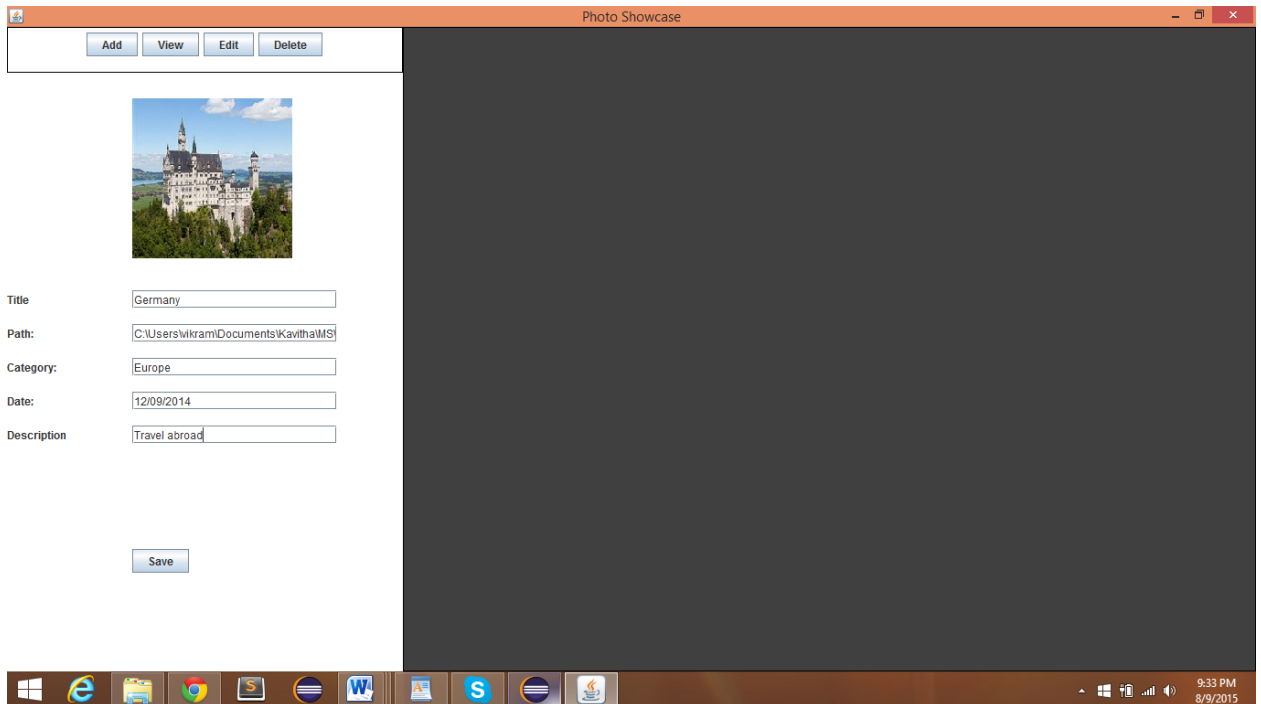 Photo Showcase
Add View Edit Delete
Title Germany
Path: C:\Users\vikram\Documents\Kavitha\MS\
Category: Europe
Date: 12/09/2014
Description Travel abroad
Save
9:33 PM
8/9/2015